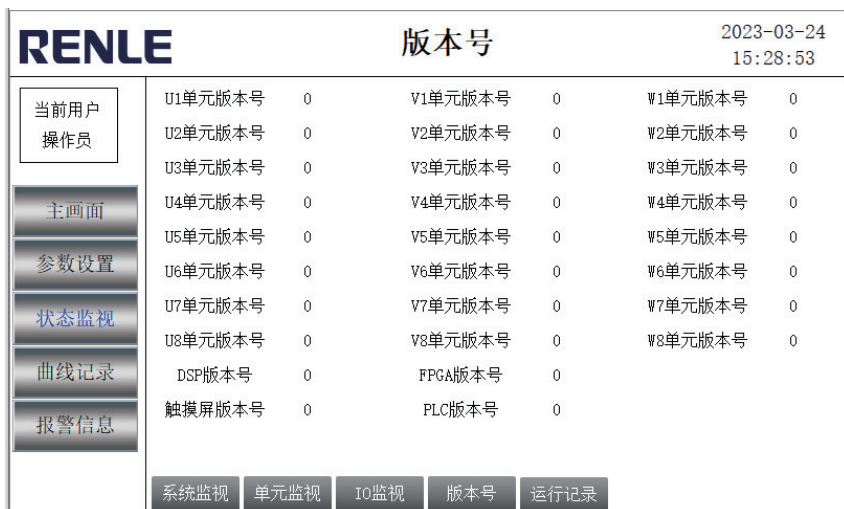 RENLE
版本号
2023-03-24
15:28:53
当前用户
操作员
主画面
参数设置
状态监视
曲线记录
报警信息
U1单元版本号 0 V1单元版本号 0 W1单元版本号 0
U2单元版本号 0 V2单元版本号 0 W2单元版本号 0
U3单元版本号 0 V3单元版本号 0 W3单元版本号 0
U4单元版本号 0 V4单元版本号 0 W4单元版本号 0
U5单元版本号 0 V5单元版本号 0 W5单元版本号 0
U6单元版本号 0 V6单元版本号 0 W6单元版本号 0
U7单元版本号 0 V7单元版本号 0 W7单元版本号 0
U8单元版本号 0 V8单元版本号 0 W8单元版本号 0
DSP版本号 0 FPGA版本号 0
触摸屏版本号 0 PLC版本号 0
系统监视 单元监视 IO监视 版本号 运行记录